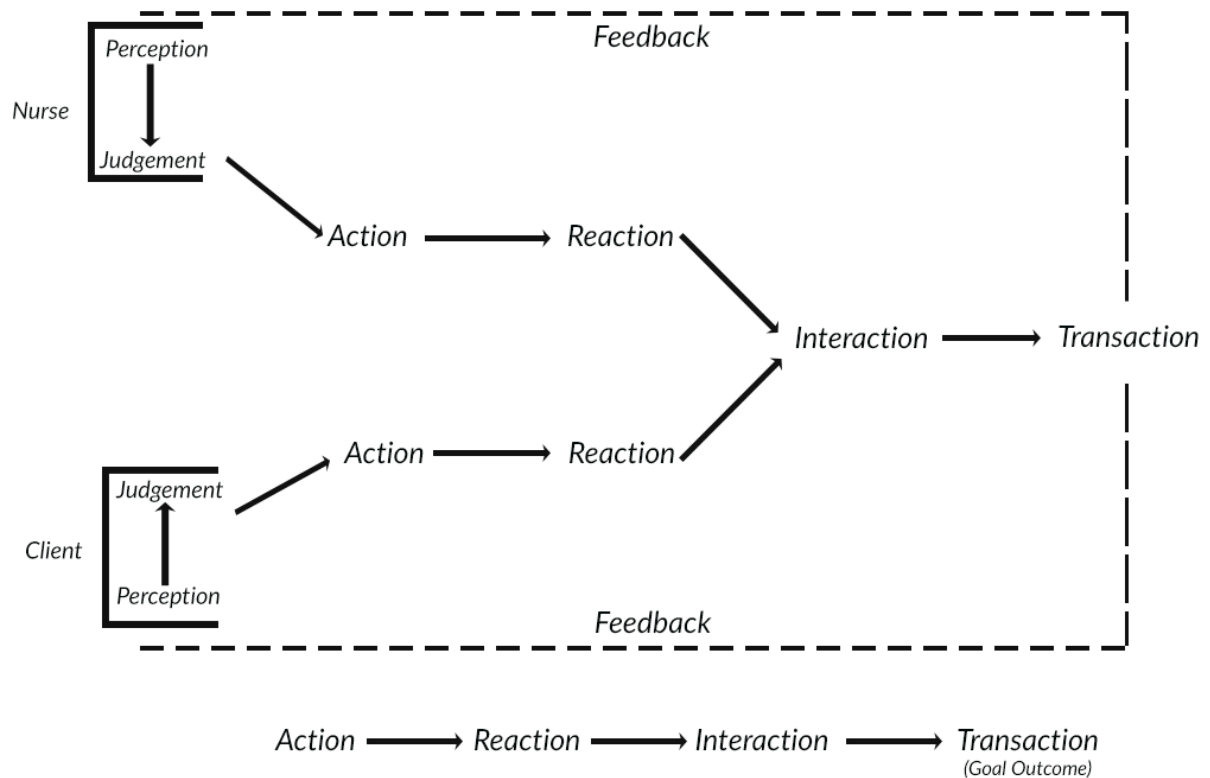 Feedback
Perception
Nurse
Judgement
Action
Reaction
Interaction
Transaction
Action
Reaction
Judgement
Client
Perception
Feedback
Action
Reaction
Interaction
Transaction
(Goal Outcome)